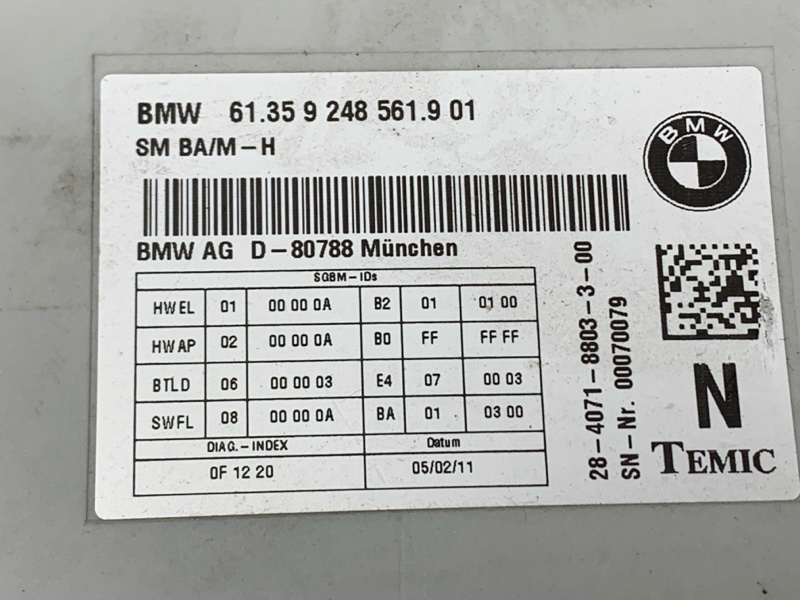 BMW 61.35 9 248 561.9 01
SM BA/M-H
BMW
BMW AG D-80788 München
SGBM-IDs
HWEL 01 00 00 0A B2 01 01 00
HWAP 02 00 00 0A B0 FF FF FF
BTLD 06 00 00 03 E4 07 00 03
SWFL 08 00 00 0A BA 01 03 00
DIAG.-INDEX Datum
0F 12 20 05/02/11
28-4071-8803-3-00
SN-Nr. 00070079
N
TEMIC